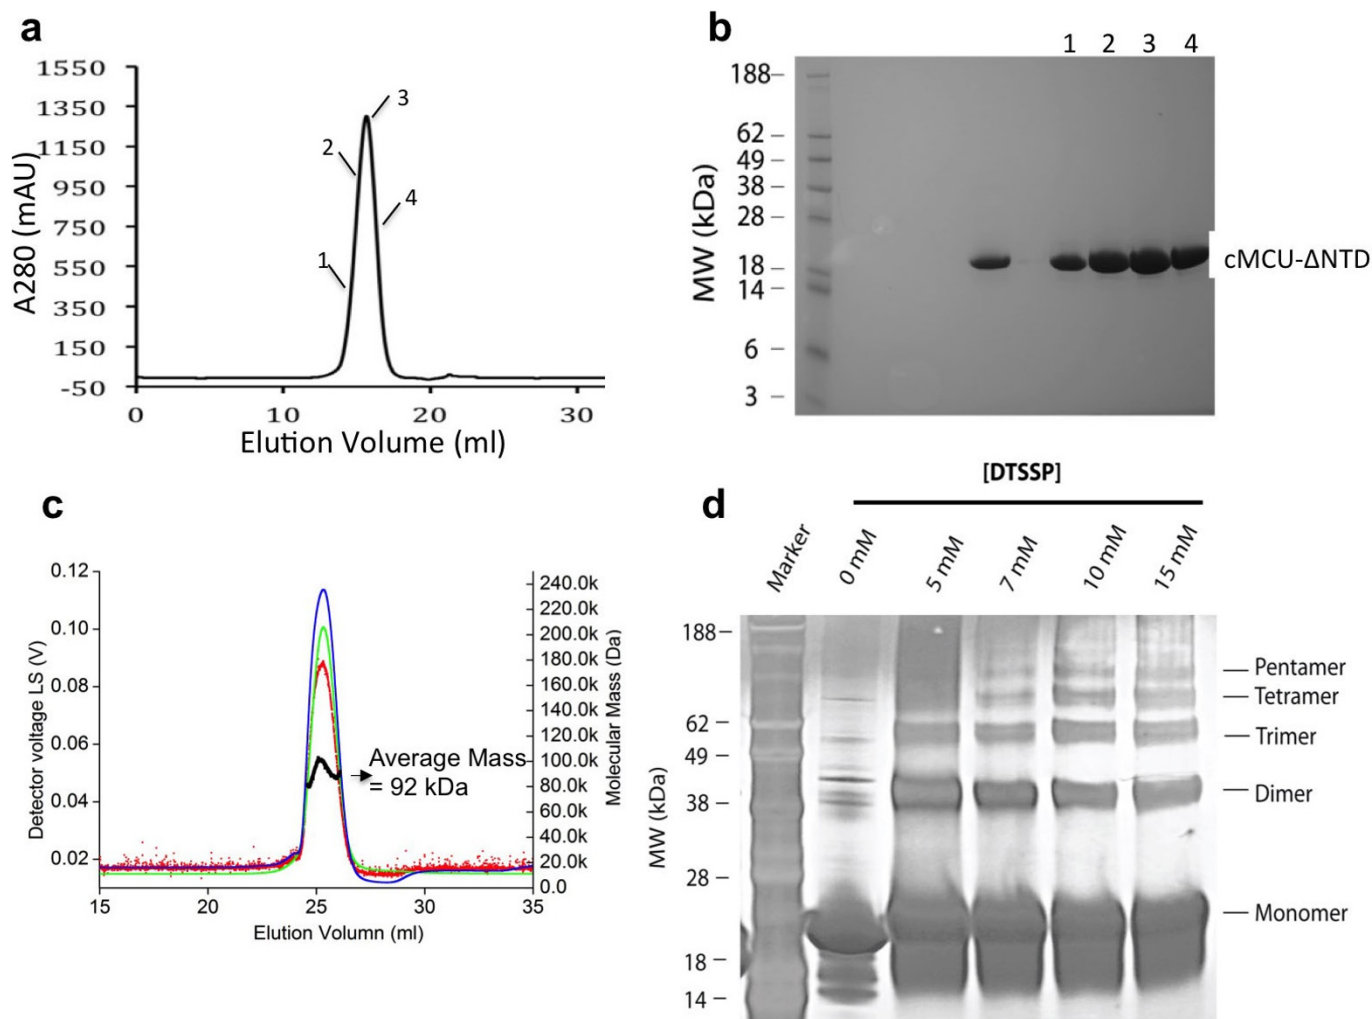 a
A280 (mAU)
1550
1350
1150
950
750
550
350
150
-50
1
2
3
4
0
10
20
30
Elution Volume (ml)
b
1 2 3 4
MW (kDa)
188
62
49
38
28
18
14
6
3
cMCU-ΔNTD
c
Detector voltage LS (V)
0.12
0.10
0.08
0.06
0.04
0.02
Average Mass
= 92 kDa
240.0k
220.0k
200.0k
180.0k
160.0k
140.0k
120.0k
100.0k
80.0k
60.0k
40.0k
20.0k
0.0
Molecular Mass (Da)
15 20 25 30 35
Elution Volumn (ml)
d
[DTSSP]
Marker
0 mM
5 mM
7 mM
10 mM
15 mM
MW (kDa)
188
62
49
38
28
18
14
Pentamer
Tetramer
Trimer
Dimer
Monomer